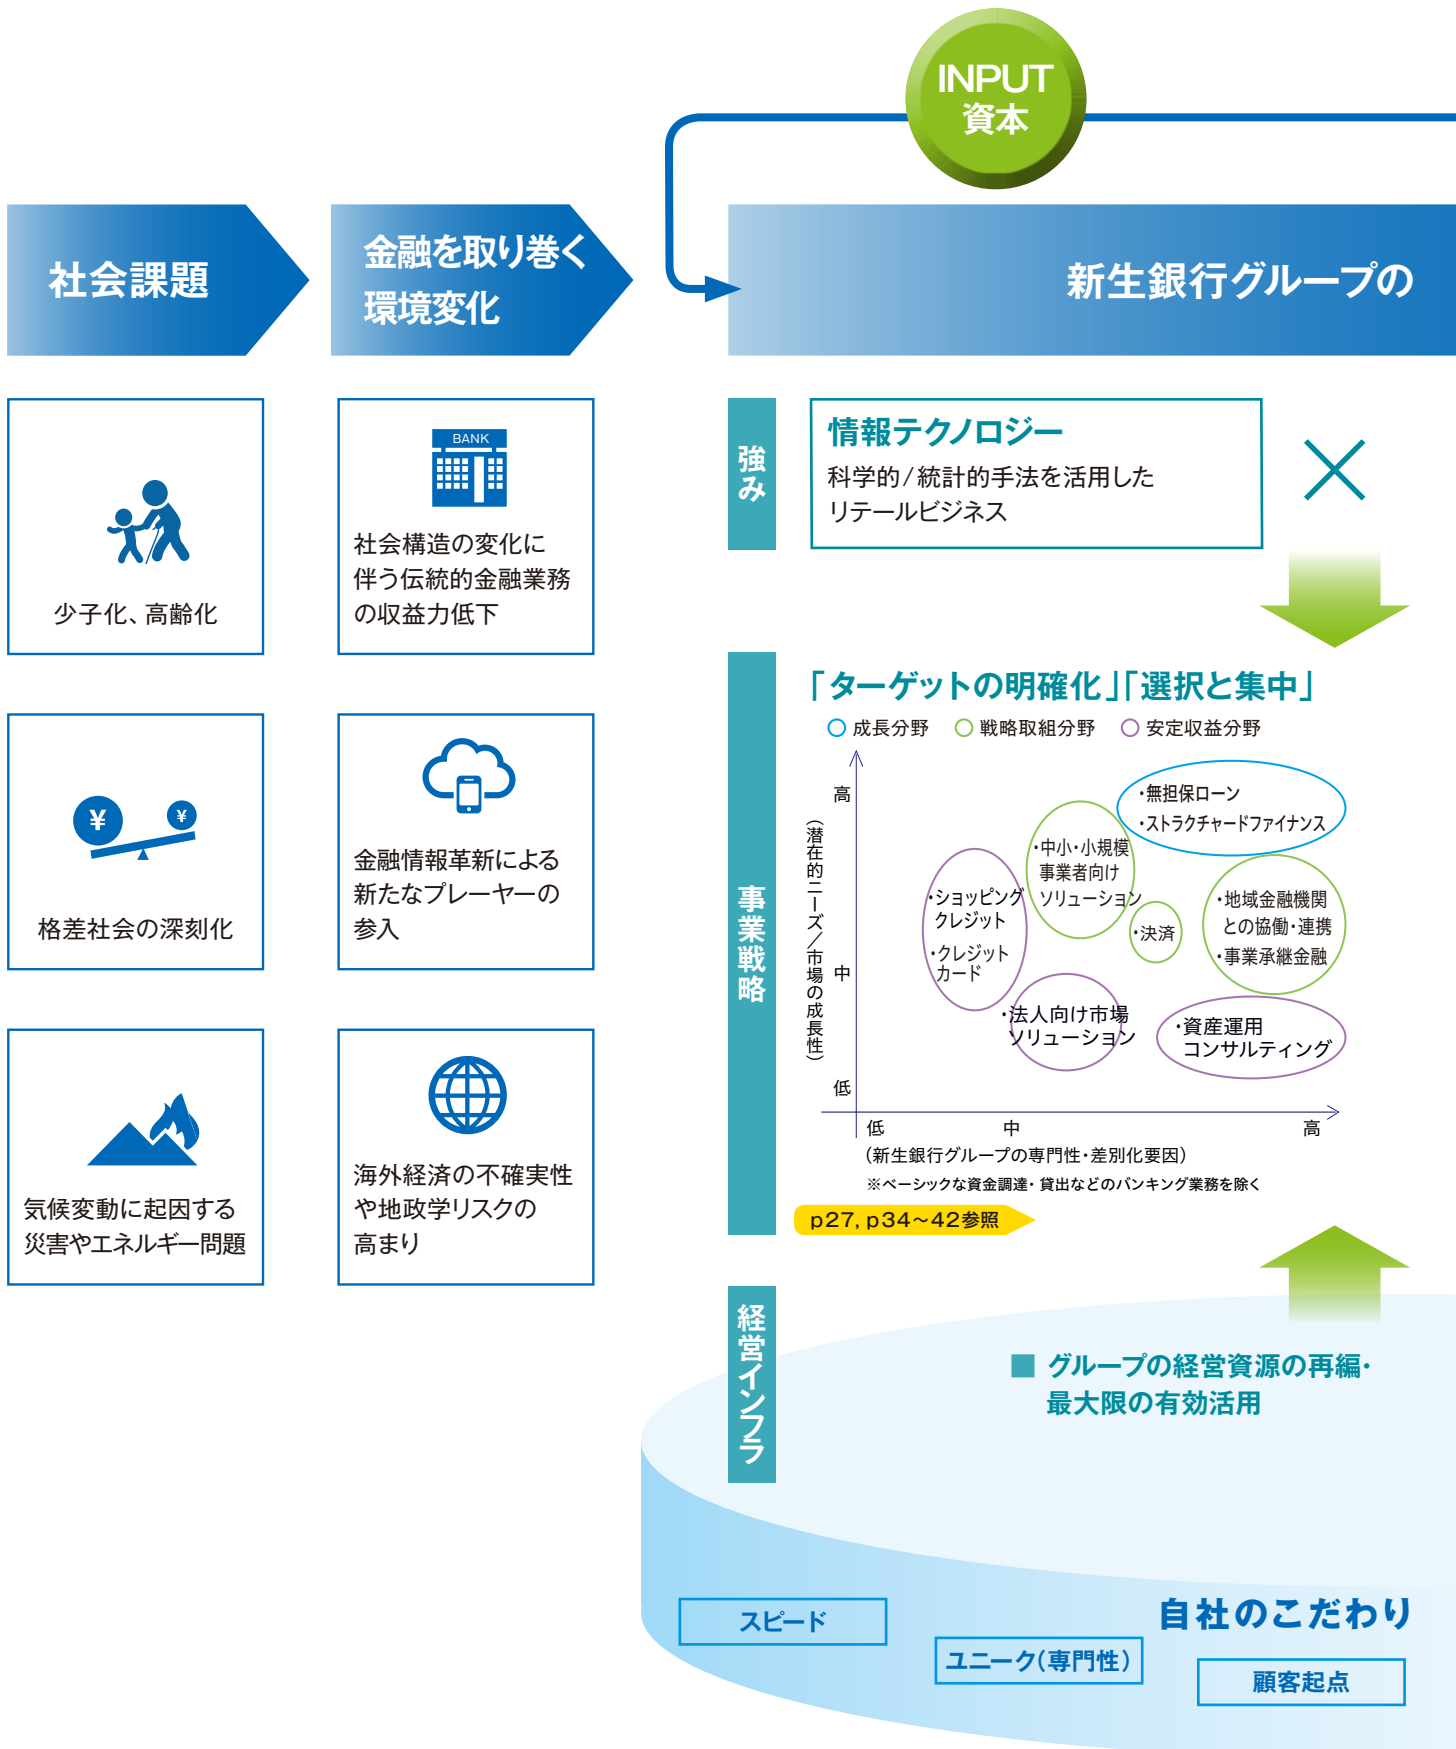 INPUT
資本
社会課題
金融を取り巻く
環境変化
新生銀行グループの
少子化、高齢化
格差社会の深刻化
気候変動に起因する
災害やエネルギー問題
BANK
社会構造の変化に
伴う伝統的金融業務
の収益力低下
金融情報革新による
新たなプレーヤーの
参入
海外経済の不確実性
や地政学リスクの
高まり
強み
情報テクノロジー
科学的/統計的手法を活用した
リテールビジネス
事業戦略
「ターゲットの明確化」「選択と集中」
成長分野 戦略取組分野 安定収益分野
(潜在的ニーズ/市場の成長性)
高
中
低
・無担保ローン
・ストラクチャードファイナンス
・中小・小規模
事業者向け
ソリューション
・ショッピング
クレジット
・クレジット
カード
・決済
・地域金融機関
との協働・連携
・事業承継金融
・法人向け市場
ソリューション
・資産運用
コンサルティング
低 中 高
(新生銀行グループの専門性・差別化要因)
※ベーシックな資金調達・貸出などのバンキング業務を除く
p27, p34〜42参照
経営インフラ
■ グループの経営資源の再編・
最大限の有効活用
自社のこだわり
スピード
ユニーク(専門性)
顧客起点
¥
¥